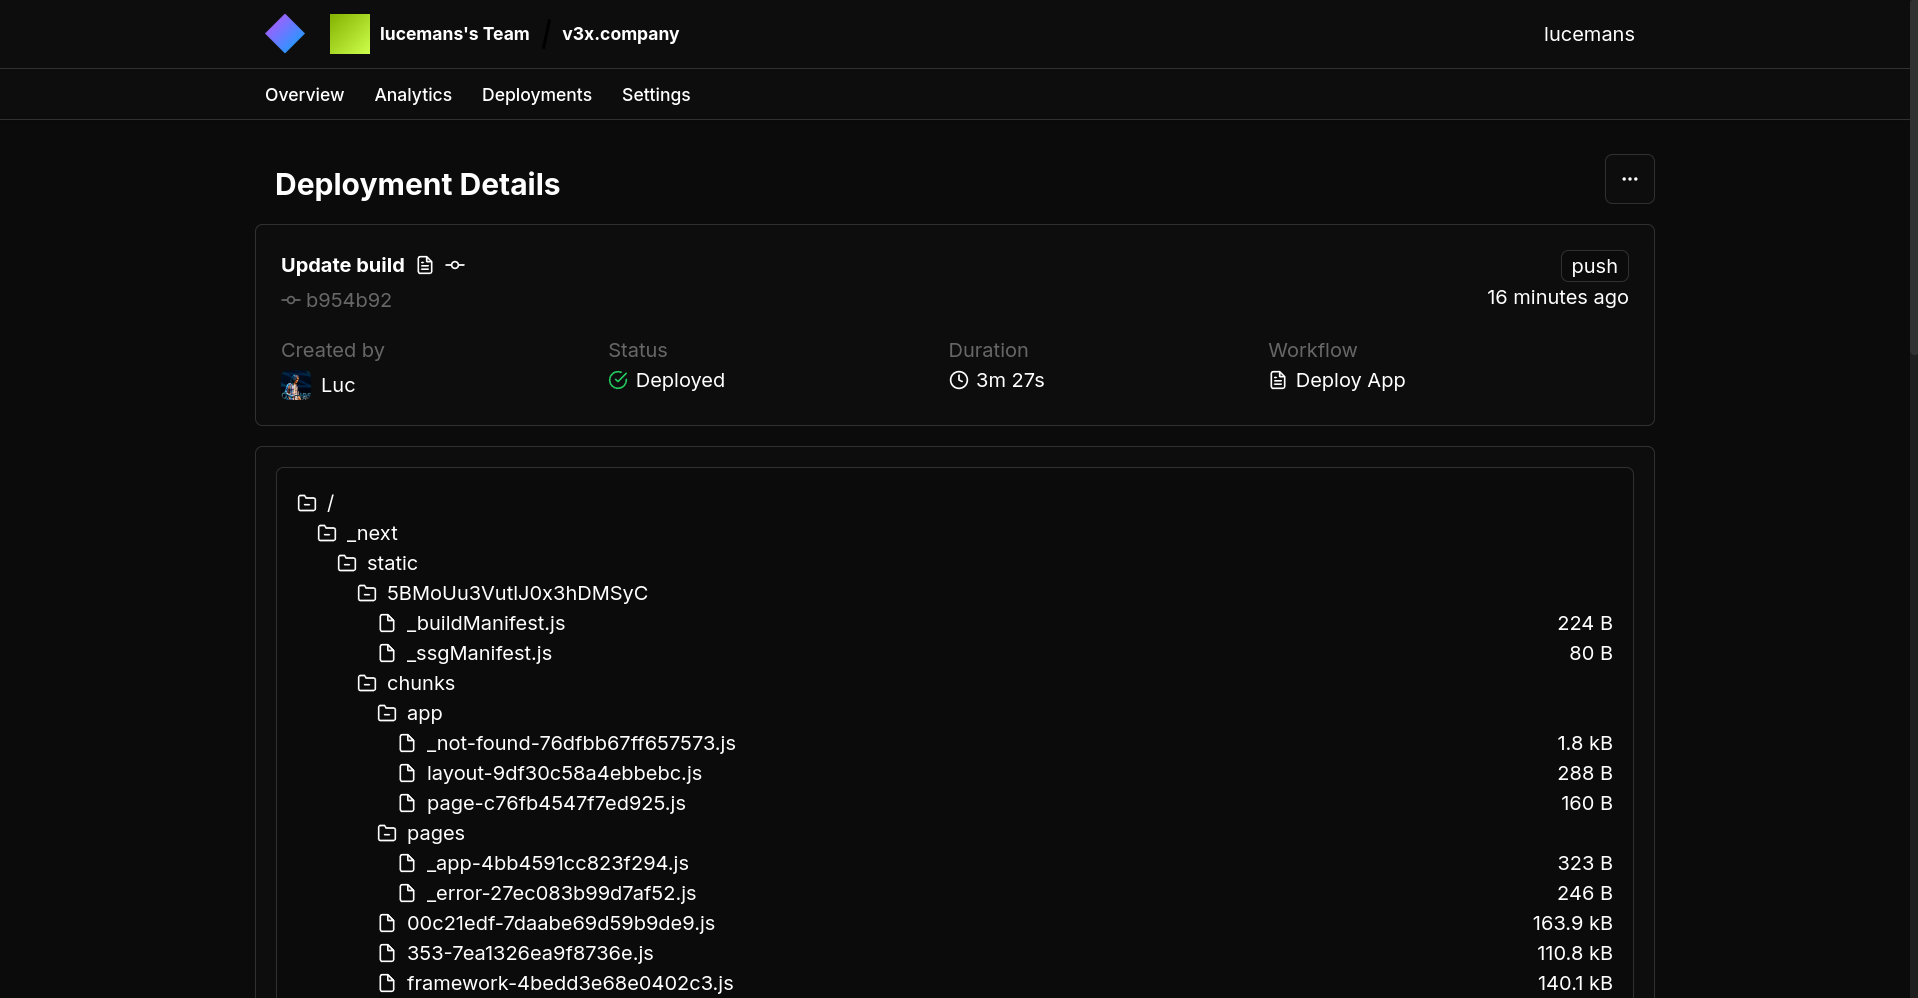 lucemans's Team / v3x.company
lucemans
Overview Analytics Deployments Settings
Deployment Details
Update build
push
b954b92
16 minutes ago
Created by Status Duration Workflow
Luc Deployed 3m 27s Deploy App
/
_next
static
5BMoUu3VutlJ0x3hDMSyC
_buildManifest.js 224 B
_ssgManifest.js 80 B
chunks
app
_not-found-76dfbb67ff657573.js 1.8 kB
layout-9df30c58a4ebbebc.js 288 B
page-c76fb4547f7ed925.js 160 B
pages
_app-4bb4591cc823f294.js 323 B
_error-27ec083b99d7af52.js 246 B
00c21edf-7daabe69d59b9de9.js 163.9 kB
353-7ea1326ea9f8736e.js 110.8 kB
framework-4bedd3e68e0402c3.js 140.1 kB